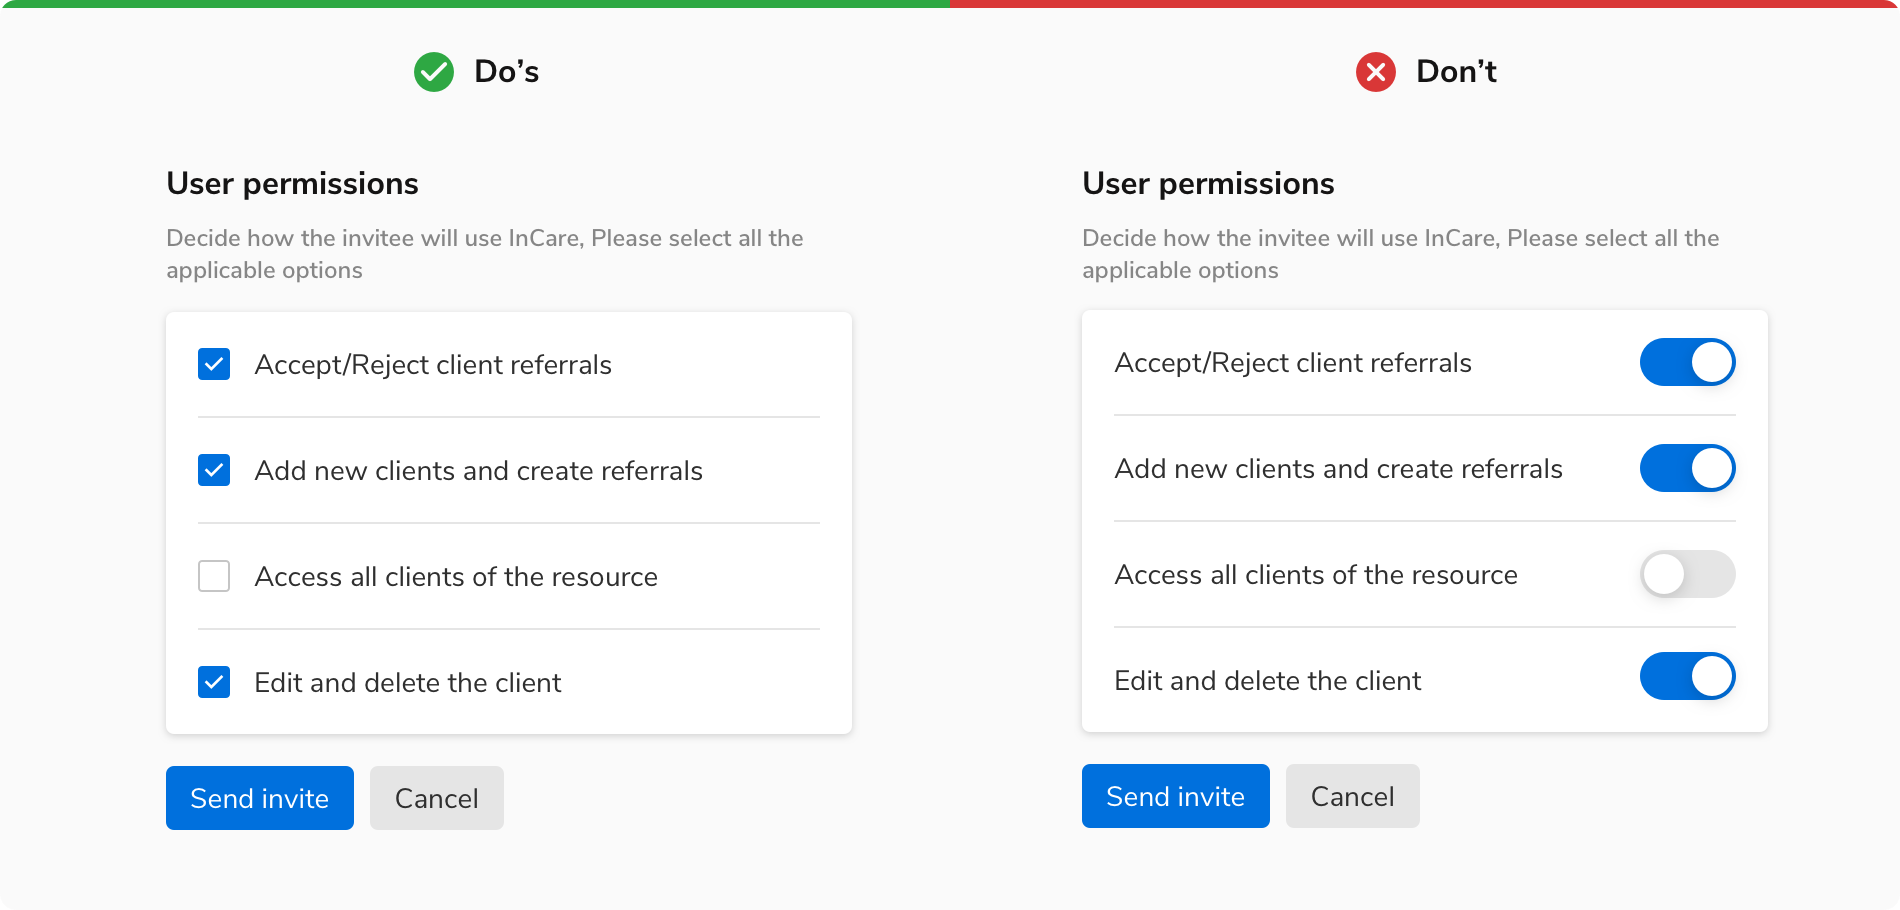 Do’s
User permissions
Decide how the invitee will use InCare, Please select all the
applicable options
Accept/Reject client referrals
Add new clients and create referrals
Access all clients of the resource
Edit and delete the client
Send invite
Cancel
Don’t
User permissions
Decide how the invitee will use InCare, Please select all the
applicable options
Accept/Reject client referrals
Add new clients and create referrals
Access all clients of the resource
Edit and delete the client
Send invite
Cancel